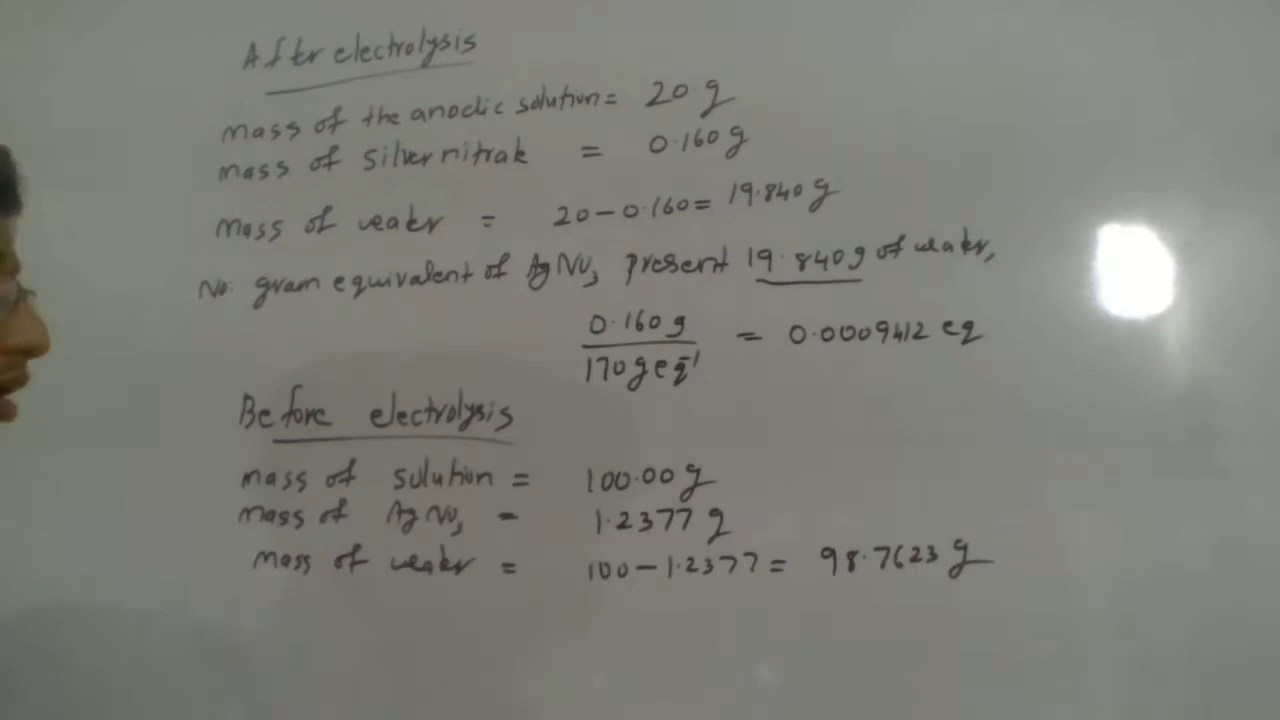 After electrolysis
mass of the anodic solution = 20 g
mass of silver nitrate = 0.160 g
mass of water = 20 - 0.160 = 19.840 g
No: gram equivalent of AgNO3 present 19.840 g of water,
0.160 g / 170 g eq⁻¹ = 0.0009412 eq
Before electrolysis
mass of solution = 100.00 g
mass of AgNO3 = 1.2377 g
mass of water = 100 - 1.2377 = 98.7623 g